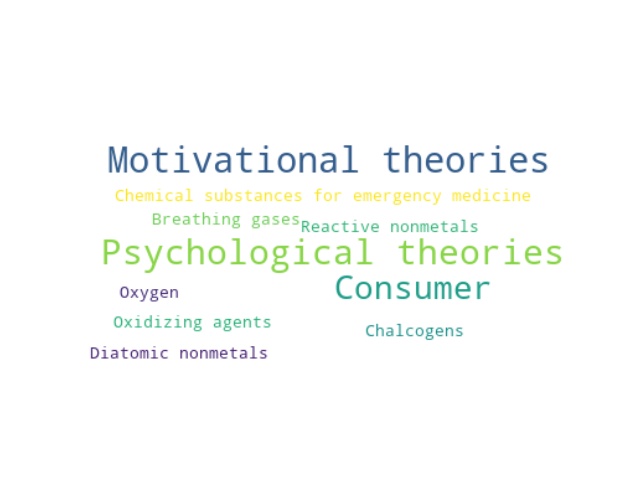 Motivational theories
Chemical substances for emergency medicine
Breathing gases
Reactive nonmetals
Psychological theories
Consumer
Oxygen
Oxidizing agents
Chalcogens
Diatomic nonmetals